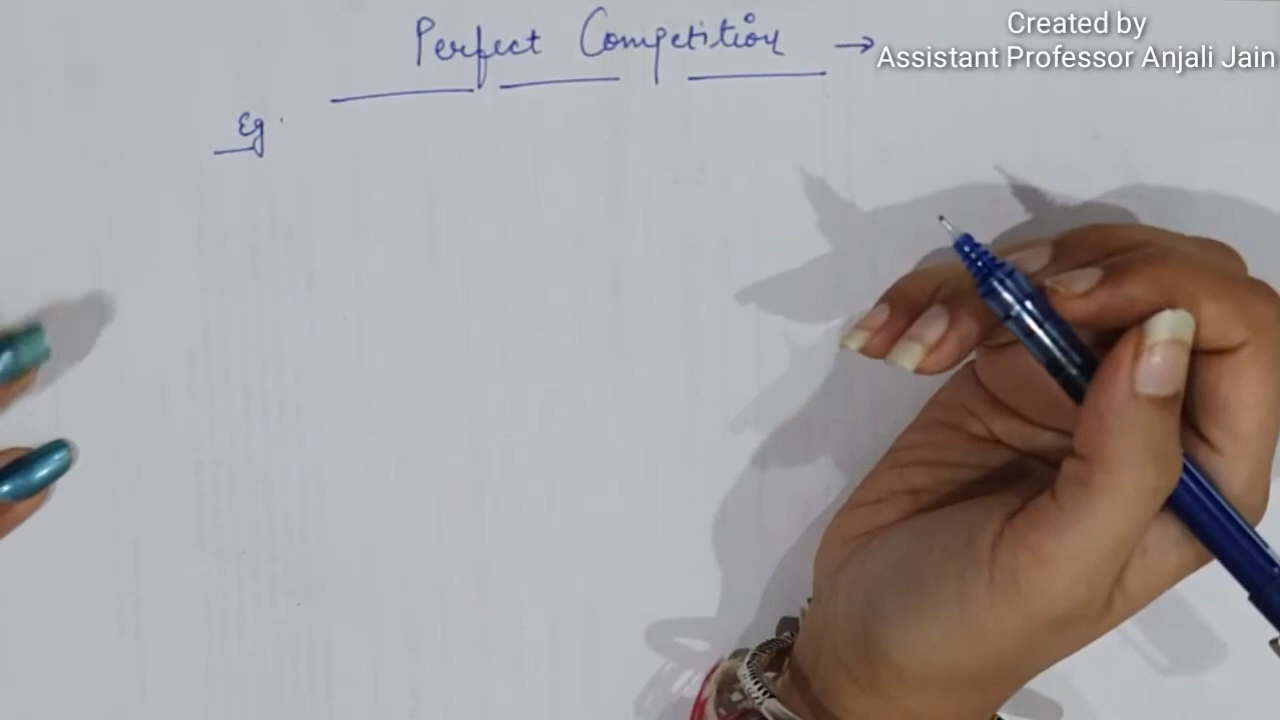 Perfect Competition →
Created by
Assistant Professor Anjali Jain
Eg